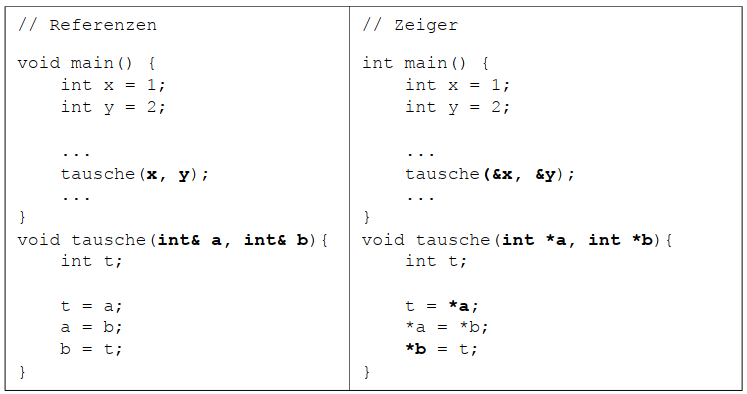 // Referenzen
void main() {
    int x = 1;
    int y = 2;
    ...
    tausche(x, y);
    ...
}
void tausche(int& a, int& b){
    int t;
    t = a;
    a = b;
    b = t;
}
// Zeiger
int main() {
    int x = 1;
    int y = 2;
    ...
    tausche(&x, &y);
    ...
}
void tausche(int *a, int *b){
    int t;
    t = *a;
    *a = *b;
    *b = t;
}